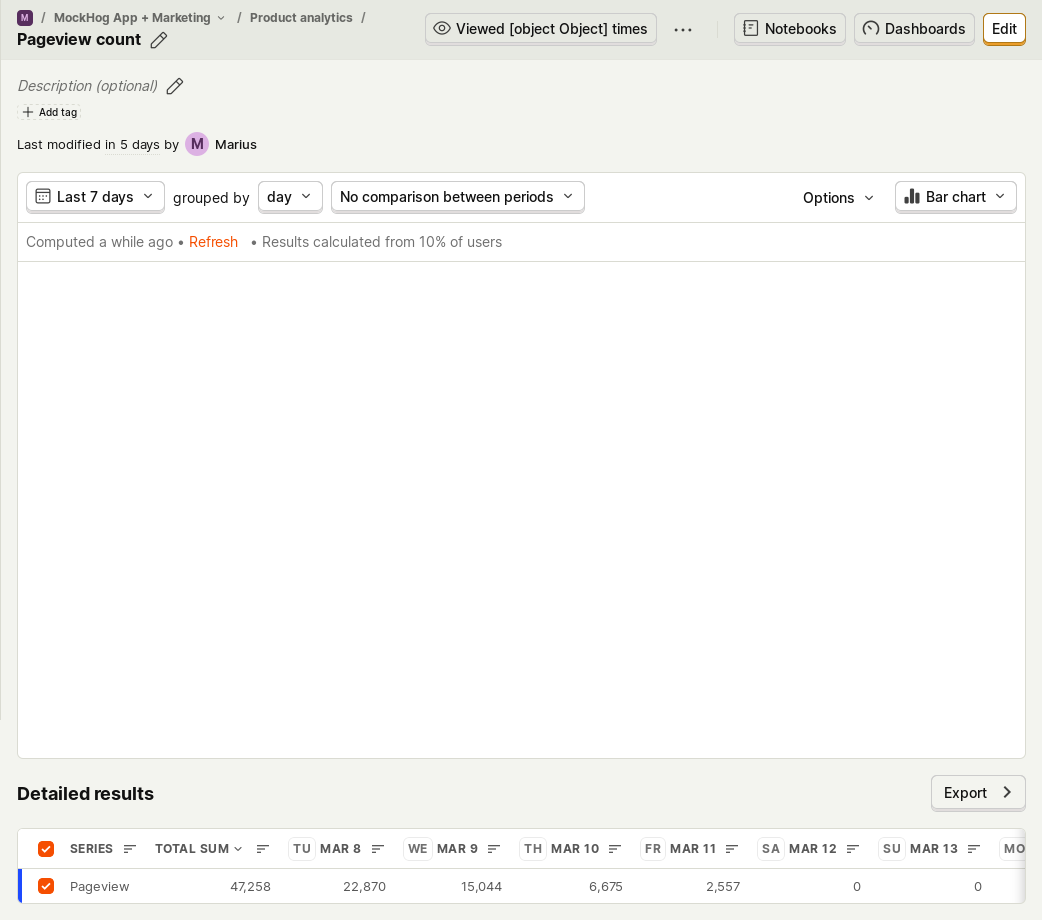 M / MockHog App + Marketing / Product analytics /
Pageview count
Viewed [object Object] times
Notebooks
Dashboards
Edit
Description (optional)
Add tag
Last modified in 5 days by M Marius
Last 7 days grouped by day No comparison between periods Options Bar chart
Computed a while ago • Refresh • Results calculated from 10% of users
Detailed results
Export
SERIES TOTAL SUM TU MAR 8 WE MAR 9 TH MAR 10 FR MAR 11 SA MAR 12 SU MAR 13 MO
Pageview 47,258 22,870 15,044 6,675 2,557 0 0